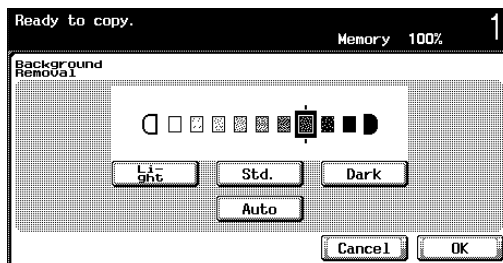 Ready to copy.
Memory 100% 1
Background
Removal
Li-
ght
Std.
Dark
Auto
Cancel
OK